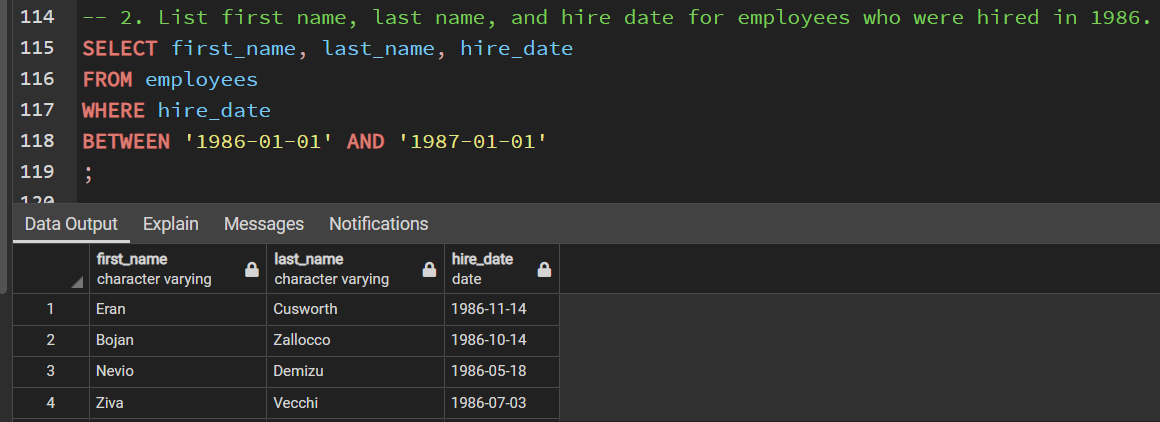 114 -- 2. List first name, last name, and hire date for employees who were hired in 1986.
115 SELECT first_name, last_name, hire_date
116 FROM employees
117 WHERE hire_date
118 BETWEEN '1986-01-01' AND '1987-01-01'
119 ;
120
Data Output Explain Messages Notifications
first_name last_name hire_date
character varying character varying date
1 Eran Cusworth 1986-11-14
2 Bojan Zallocco 1986-10-14
3 Nevio Demizu 1986-05-18
4 Ziva Vecchi 1986-07-03